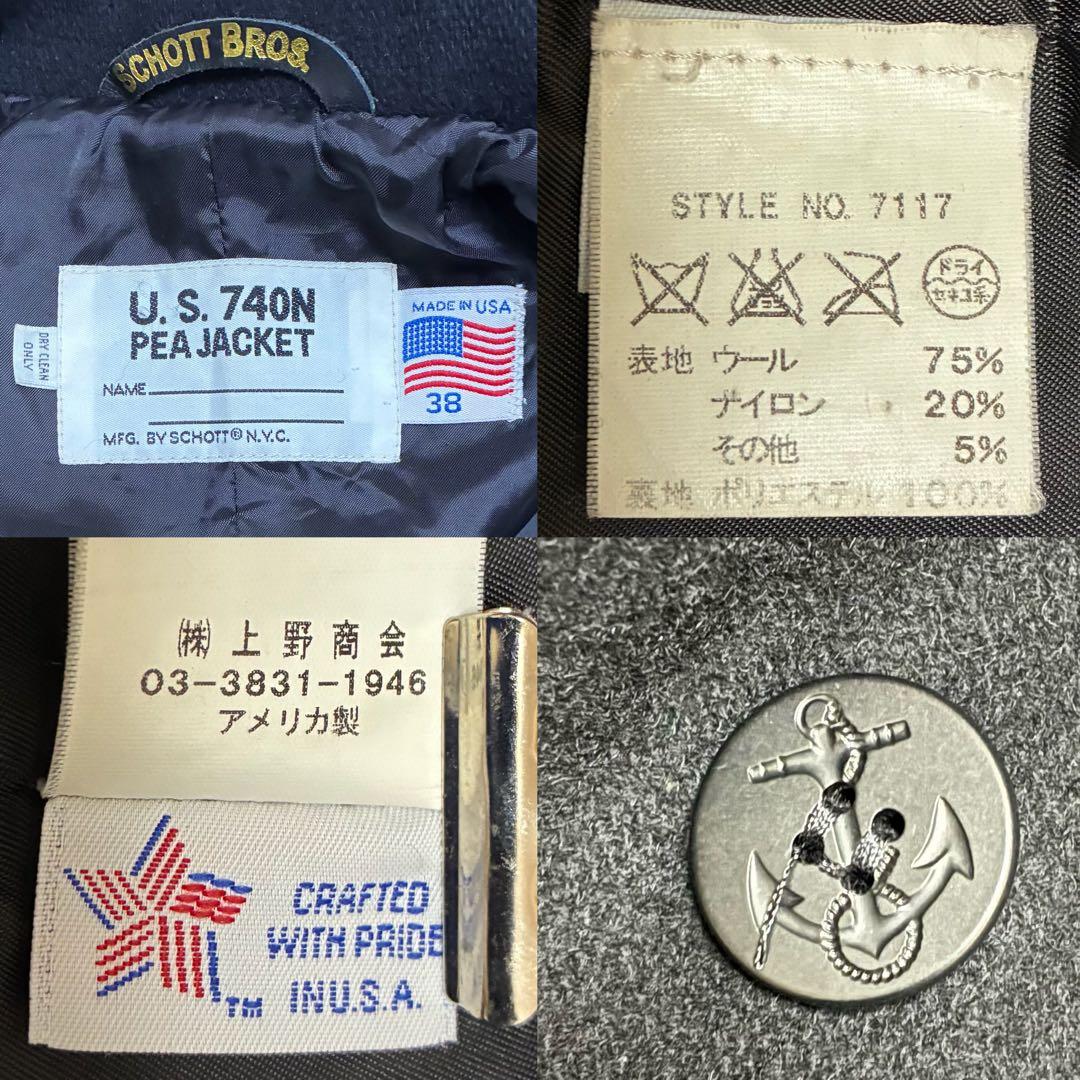 SCHOTT BROS.
U.S. 740N
PEA JACKET
NAME
MFG. BY SCHOTT® N.Y.C.
DRY CLEAN
ONLY
MADE IN USA
38
STYLE NO. 7117
ドライ
セキユ系
表地 ウール 75%
ナイロン 20%
その他 5%
裏地 ポリエステル 100%
㈱上野商会
03-3831-1946
アメリカ製
CRAFTED
WITH PRIDE
IN U.S.A.
TM